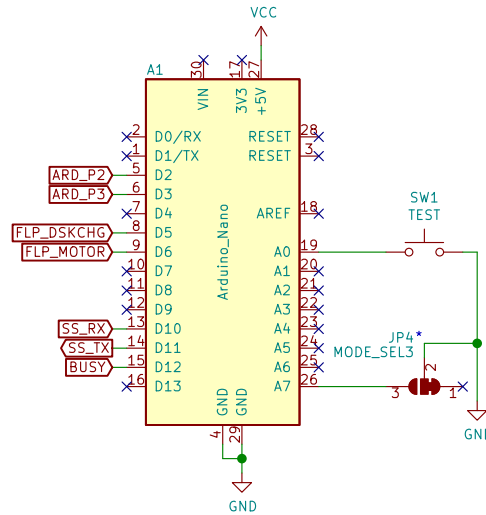 VCC
A1
30
17
27
VIN
3V3
+5V
2 D0/RX RESET 28
1 D1/TX RESET 3
ARD_P2 5 D2
ARD_P3 6 D3
7 D4 AREF 18
FLP_DSKCHG 8 D5
FLP_MOTOR 9 D6 A0 19
SW1
TEST
10 D7 A1 20
11 D8 A2 21
12 D9 A3 22
SS_RX 13 D10 A4 23
SS_TX 14 D11 A5 24
BUSY 15 D12 A6 25
16 D13 A7 26
Arduino_Nano
JP4*
MODE_SEL3
2
3
1
GND
GND
GND
4
29
GND